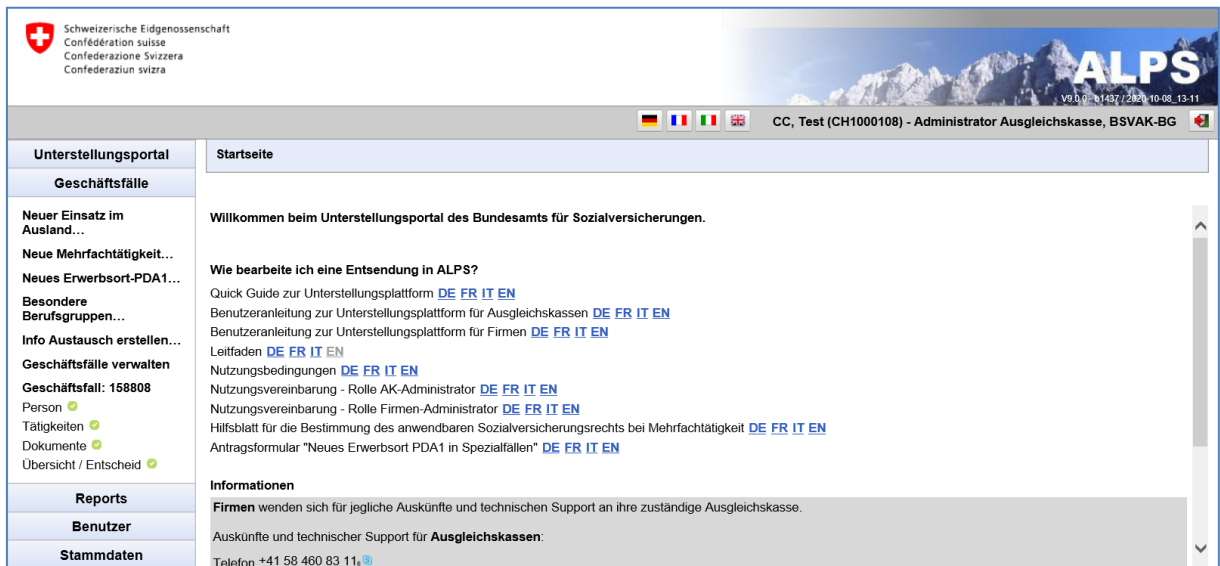 Schweizerische Eidgenossenschaft
Confédération suisse
Confederazione Svizzera
Confederaziun svizra
ALPS
V9.0.0 - b1437 / 2020-10-08_13-11
CC, Test (CH1000108) - Administrator Ausgleichskasse, BSVAK-BG
Unterstellungsportal
Geschäftsfälle
Neuer Einsatz im
Ausland...
Neue Mehrfachtätigkeit...
Neues Erwerbsort-PDA1...
Besondere
Berufsgruppen...
Info Austausch erstellen...
Geschäftsfälle verwalten
Geschäftsfall: 158808
Person
Tätigkeiten
Dokumente
Übersicht / Entscheid
Reports
Benutzer
Stammdaten
Startseite
Willkommen beim Unterstellungsportal des Bundesamts für Sozialversicherungen.
Wie bearbeite ich eine Entsendung in ALPS?
Quick Guide zur Unterstellungsplattform DE FR IT EN
Benutzeranleitung zur Unterstellungsplattform für Ausgleichskassen DE FR IT EN
Benutzeranleitung zur Unterstellungsplattform für Firmen DE FR IT EN
Leitfaden DE FR IT EN
Nutzungsbedingungen DE FR IT EN
Nutzungsvereinbarung - Rolle AK-Administrator DE FR IT EN
Nutzungsvereinbarung - Rolle Firmen-Administrator DE FR IT EN
Hilfsblatt für die Bestimmung des anwendbaren Sozialversicherungsrechts bei Mehrfachtätigkeit DE FR IT EN
Antragsformular "Neues Erwerbsort PDA1 in Spezialfällen" DE FR IT EN
Informationen
Firmen wenden sich für jegliche Auskünfte und technischen Support an ihre zuständige Ausgleichskasse.
Auskünfte und technischer Support für Ausgleichskassen:
Telefon +41 58 460 83 11